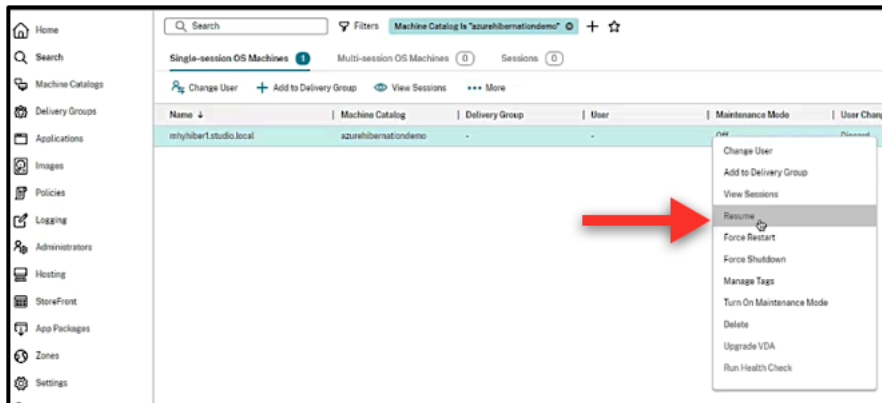 Home
Search
Machine Catalogs
Delivery Groups
Applications
Images
Policies
Logging
Administrators
Hosting
StoreFront
App Packages
Zones
Settings
Search Filters Machine Catalog Is "azurehibernationdemo"
Single-session OS Machines 1 Multi-session OS Machines 0 Sessions 0
Change User Add to Delivery Group View Sessions More
Name Machine Catalog Delivery Group User Maintenance Mode User Chang
mhyhiber1.studio.local azurehibernationdemo - - Off Discard
Change User
Add to Delivery Group
View Sessions
Resume
Force Restart
Force Shutdown
Manage Tags
Turn On Maintenance Mode
Delete
Upgrade VDA
Run Health Check